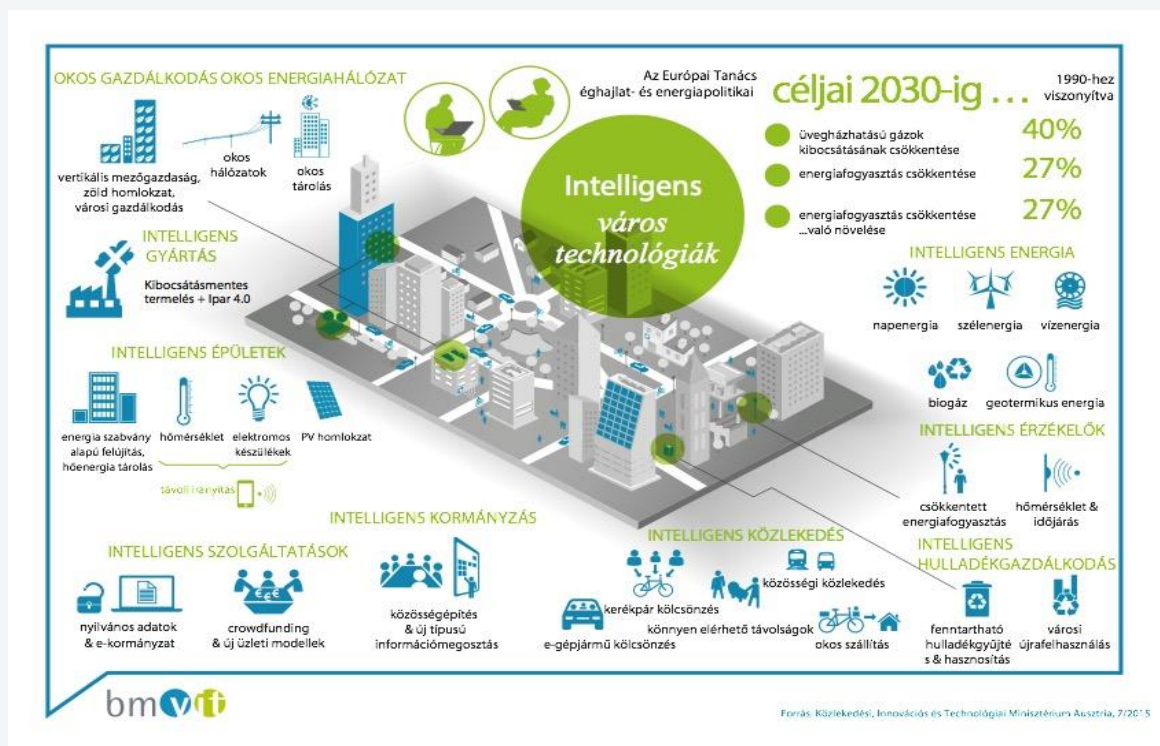 OKOS GAZDÁLKODÁS
vertikális mezőgazdaság,
zöld homlokzat,
városi gazdálkodás
OKOS ENERGIAHÁLÓZAT
okos
hálózatok
okos
tárolás
INTELLIGENS
GYÁRTÁS
Kibocsátásmentes
termelés + Ipar 4.0
INTELLIGENS ÉPÜLETEK
energia szabvány
alapú felújítás,
hőenergia tárolás
hőmérséklet
elektromos
készülékek
PV homlokzat
távoli irányítás
Intelligens
város
technológiák
Az Európai Tanács
éghajlat- és energiapolitikai
céljai 2030-ig ...
1990-hez
viszonyítva
üvegházhatású gázok
kibocsátásának csökkentése
40%
energiafogyasztás csökkentése
27%
energiafogyasztás csökkentése
...való növelése
27%
INTELLIGENS ENERGIA
napenergia
szélenergia
vízenergia
biogáz
geotermikus energia
INTELLIGENS ÉRZÉKELŐK
csökkentett
energiafogyasztás
hőmérséklet &
időjárás
INTELLIGENS SZOLGÁLTATÁSOK
nyilvános adatok
& e-kormányzat
€€€
crowdfunding
& új üzleti modellek
INTELLIGENS KORMÁNYZÁS
közösségépítés
& új típusú
információmegosztás
INTELLIGENS KÖZLEKEDÉS
kerékpár kölcsönzés
e-gépjármű kölcsönzés
közösségi közlekedés
könnyen elérhető távolságok
okos szállítás
INTELLIGENS
HULLADÉKGAZDÁLKODÁS
fenntartható
hulladékgyűjté
s & hasznosítás
városi
újrafelhasználás
bmvit
Forrás: Közlekedési, Innovációs és Technológiai Minisztérium Ausztria, 7/2015